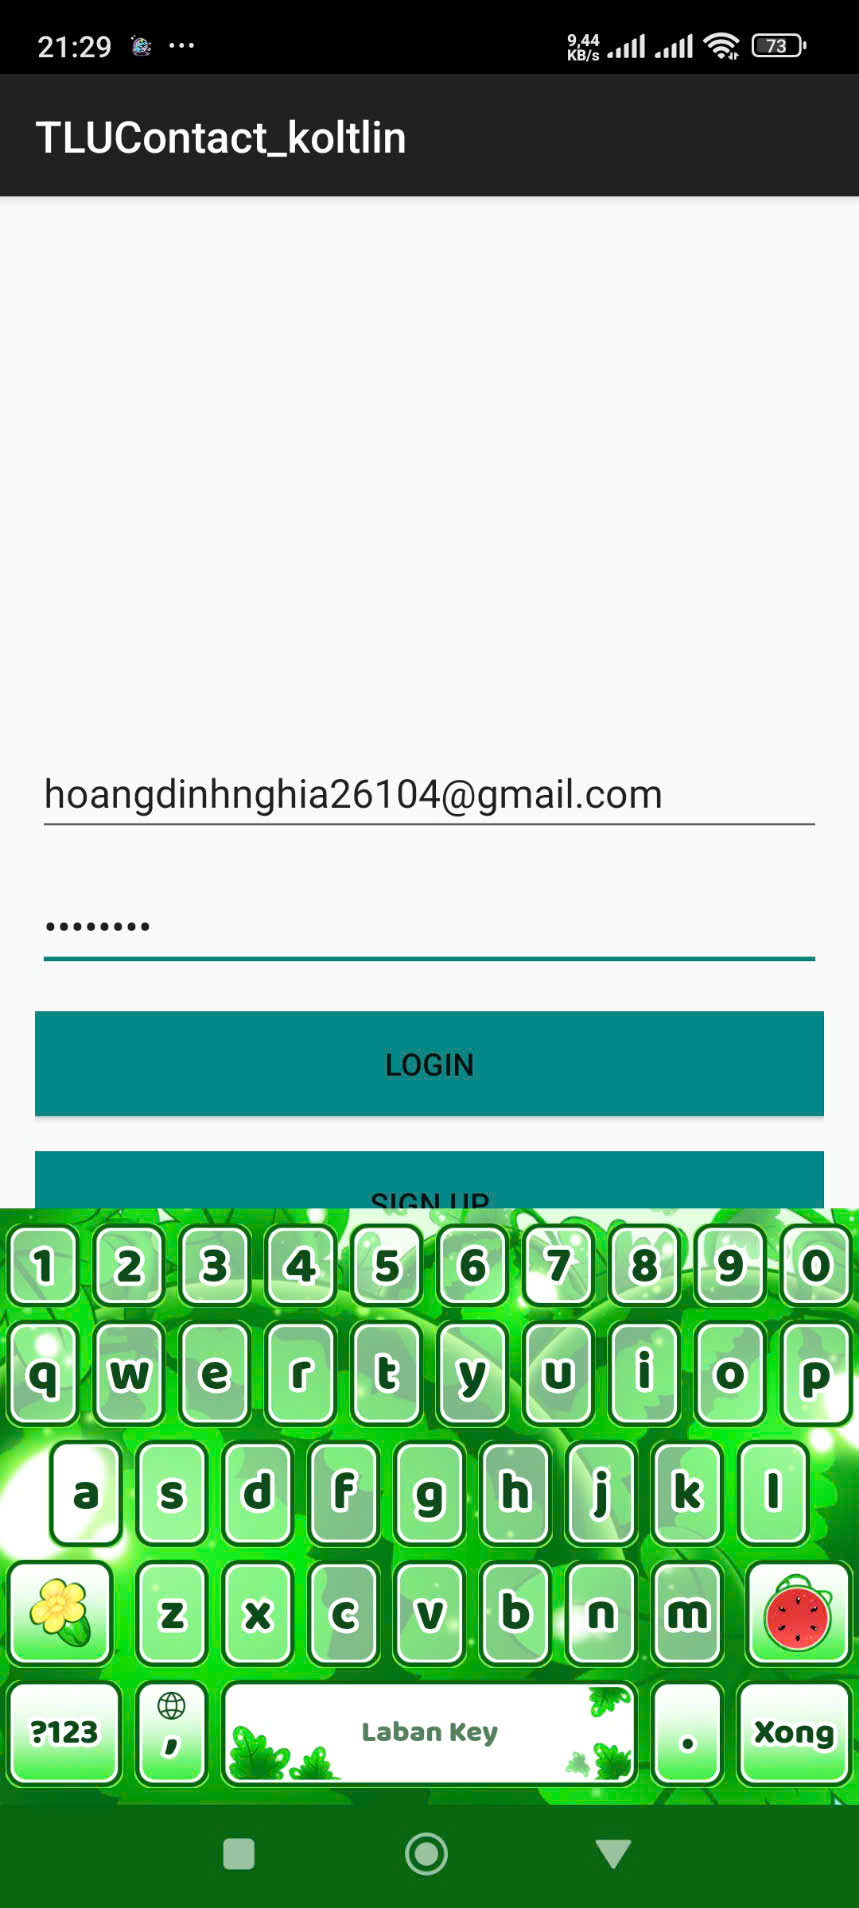 21:29 ... 9,44 KB/s 73
TLUContact_koltlin
hoangdinhnghia26104@gmail.com
••••••••
LOGIN
SIGN UP
1 2 3 4 5 6 7 8 9 0
q w e r t y u i o p
a s d f g h j k l
z x c v b n m
?123 , Laban Key . Xong